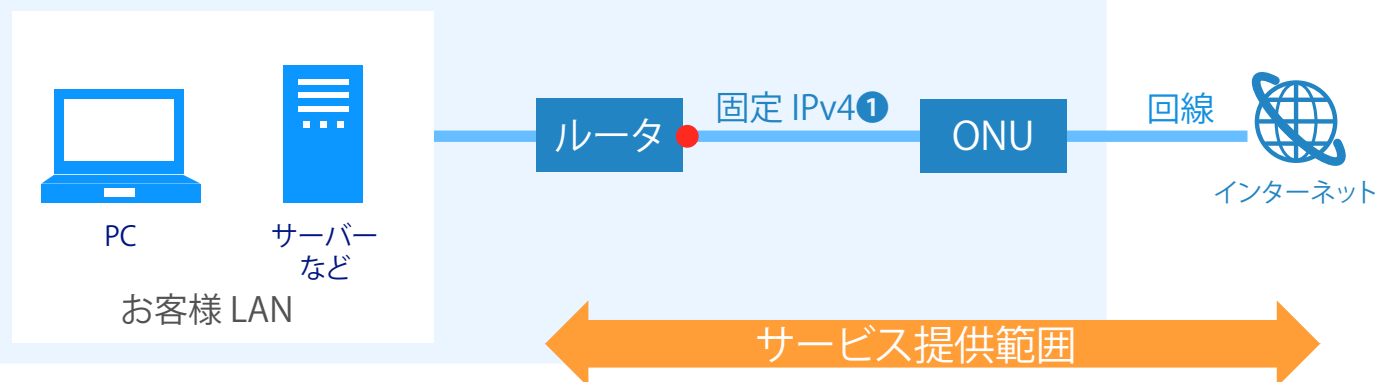 固定 IPv4❶
回線
ルータ
ONU
インターネット
PC
サーバー
など
お客様 LAN
サービス提供範囲